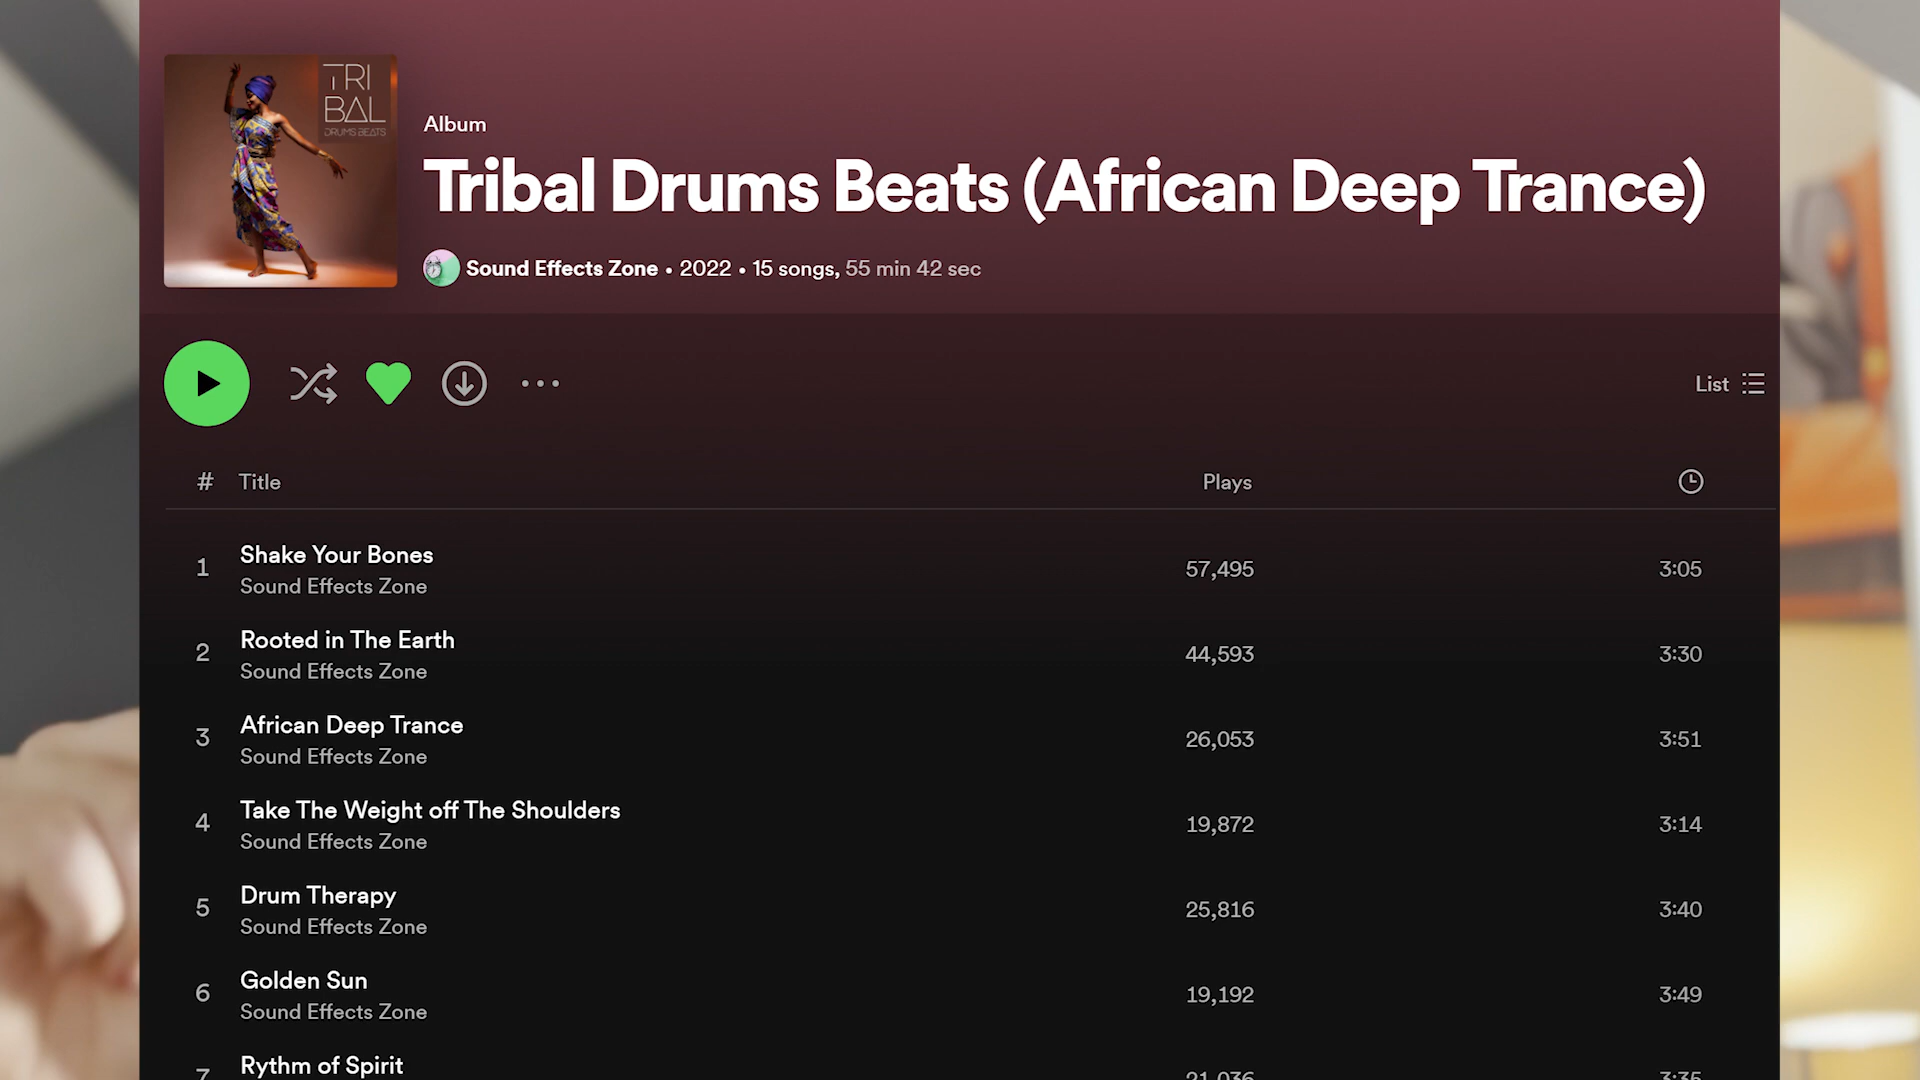 TRI
BAL
DRUMS BEATS
Album
Tribal Drums Beats (African Deep Trance)
Sound Effects Zone • 2022 • 15 songs, 55 min 42 sec
List
# Title Plays
1 Shake Your Bones 57,495 3:05
Sound Effects Zone
2 Rooted in The Earth 44,593 3:30
Sound Effects Zone
3 African Deep Trance 26,053 3:51
Sound Effects Zone
4 Take The Weight off The Shoulders 19,872 3:14
Sound Effects Zone
5 Drum Therapy 25,816 3:40
Sound Effects Zone
6 Golden Sun 19,192 3:49
Sound Effects Zone
7 Rythm of Spirit 21,036 3:35